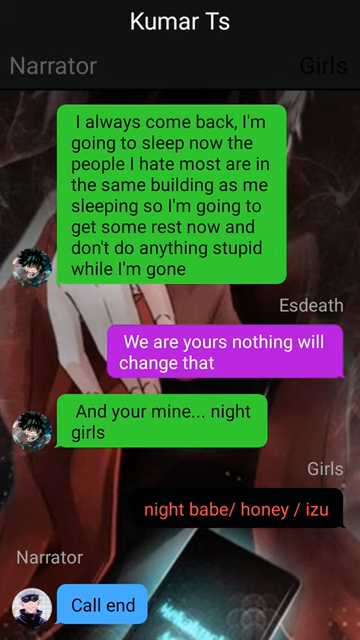 Kumar Ts
Narrator
Girls
I always come back, I'm
going to sleep now the
people I hate most are in
the same building as me
sleeping so I'm going to
get some rest now and
don't do anything stupid
while I'm gone
Esdeath
We are yours nothing will
change that
And your mine... night
girls
Girls
night babe/ honey / izu
Narrator
Call end